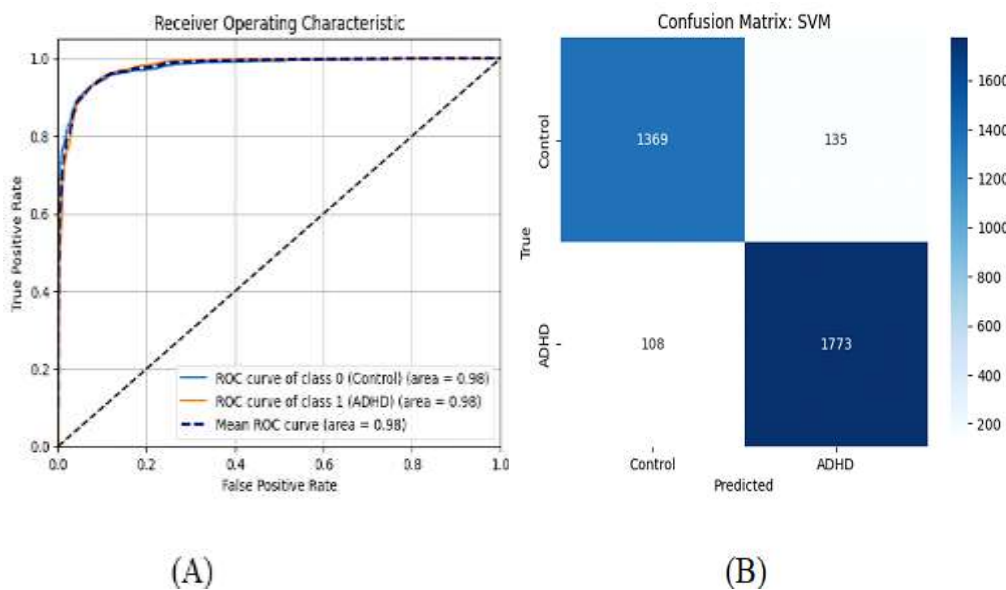 Receiver Operating Characteristic
1.0
0.8
0.6
0.4
0.2
0.0
True Positive Rate
ROC curve of class 0 (Control) (area = 0.98)
ROC curve of class 1 (ADHD) (area = 0.98)
Mean ROC curve (area = 0.98)
0.0 0.2 0.4 0.6 0.8 1.0
False Positive Rate
(A)
Confusion Matrix: SVM
Control
1369 135
True
ADHD
108 1773
Control ADHD
Predicted
1600
1400
1200
1000
800
600
400
200
(B)